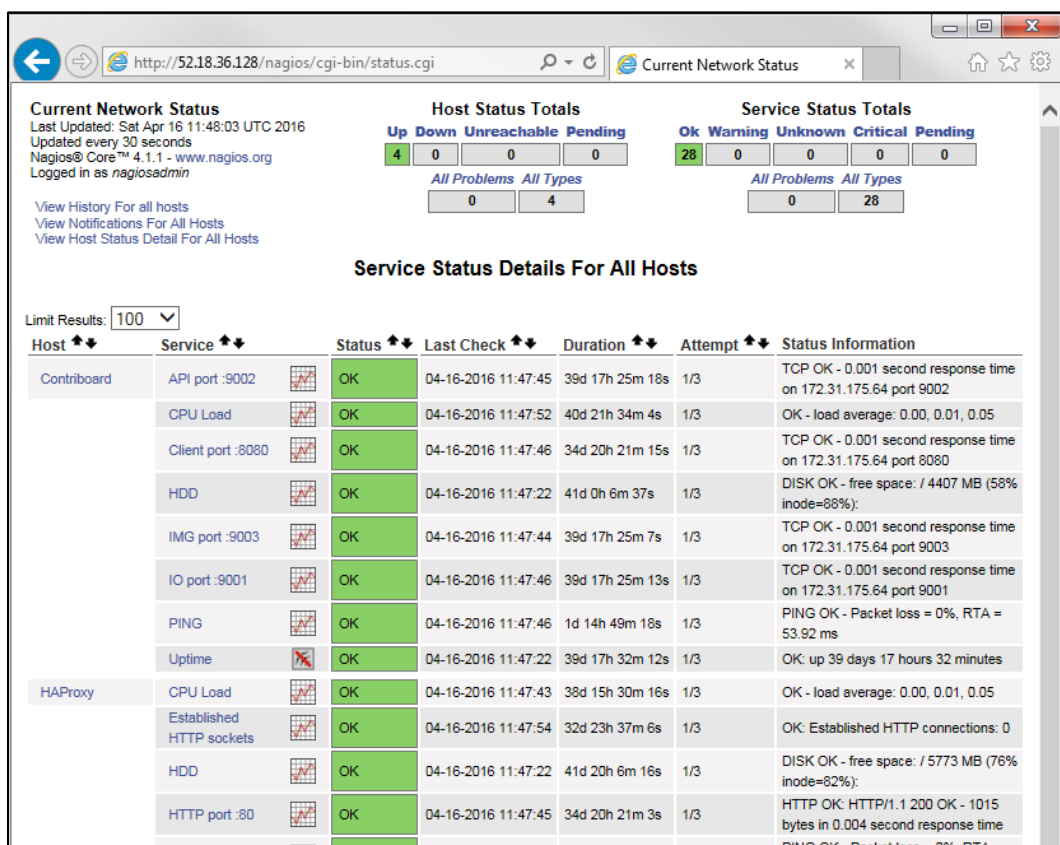 http://52.18.36.128/nagios/cgi-bin/status.cgi
Current Network Status
Current Network Status
Last Updated: Sat Apr 16 11:48:03 UTC 2016
Updated every 30 seconds
Nagios® Core™ 4.1.1 - www.nagios.org
Logged in as nagiosadmin
View History For all hosts
View Notifications For All Hosts
View Host Status Detail For All Hosts
Host Status Totals
Up Down Unreachable Pending
4 0 0 0
All Problems All Types
0 4
Service Status Totals
Ok Warning Unknown Critical Pending
28 0 0 0 0
All Problems All Types
0 28
Service Status Details For All Hosts
Limit Results: 100
Host Service Status Last Check Duration Attempt Status Information
Contriboard API port :9002 OK 04-16-2016 11:47:45 39d 17h 25m 18s 1/3 TCP OK - 0.001 second response time
on 172.31.175.64 port 9002
CPU Load OK 04-16-2016 11:47:52 40d 21h 34m 4s 1/3 OK - load average: 0.00, 0.01, 0.05
Client port :8080 OK 04-16-2016 11:47:46 34d 20h 21m 15s 1/3 TCP OK - 0.001 second response time
on 172.31.175.64 port 8080
HDD OK 04-16-2016 11:47:22 41d 0h 6m 37s 1/3 DISK OK - free space: / 4407 MB (58%
inode=88%):
IMG port :9003 OK 04-16-2016 11:47:44 39d 17h 25m 7s 1/3 TCP OK - 0.001 second response time
on 172.31.175.64 port 9003
IO port :9001 OK 04-16-2016 11:47:46 39d 17h 25m 13s 1/3 TCP OK - 0.001 second response time
on 172.31.175.64 port 9001
PING OK 04-16-2016 11:47:46 1d 14h 49m 18s 1/3 PING OK - Packet loss = 0%, RTA =
53.92 ms
Uptime OK 04-16-2016 11:47:22 39d 17h 32m 12s 1/3 OK: up 39 days 17 hours 32 minutes
HAProxy CPU Load OK 04-16-2016 11:47:43 38d 15h 30m 16s 1/3 OK - load average: 0.00, 0.01, 0.05
Established
HTTP sockets OK 04-16-2016 11:47:54 32d 23h 37m 6s 1/3 OK: Established HTTP connections: 0
HDD OK 04-16-2016 11:47:22 41d 20h 6m 16s 1/3 DISK OK - free space: / 5773 MB (76%
inode=82%):
HTTP port :80 OK 04-16-2016 11:47:45 34d 20h 21m 3s 1/3 HTTP OK: HTTP/1.1 200 OK - 1015
bytes in 0.004 second response time